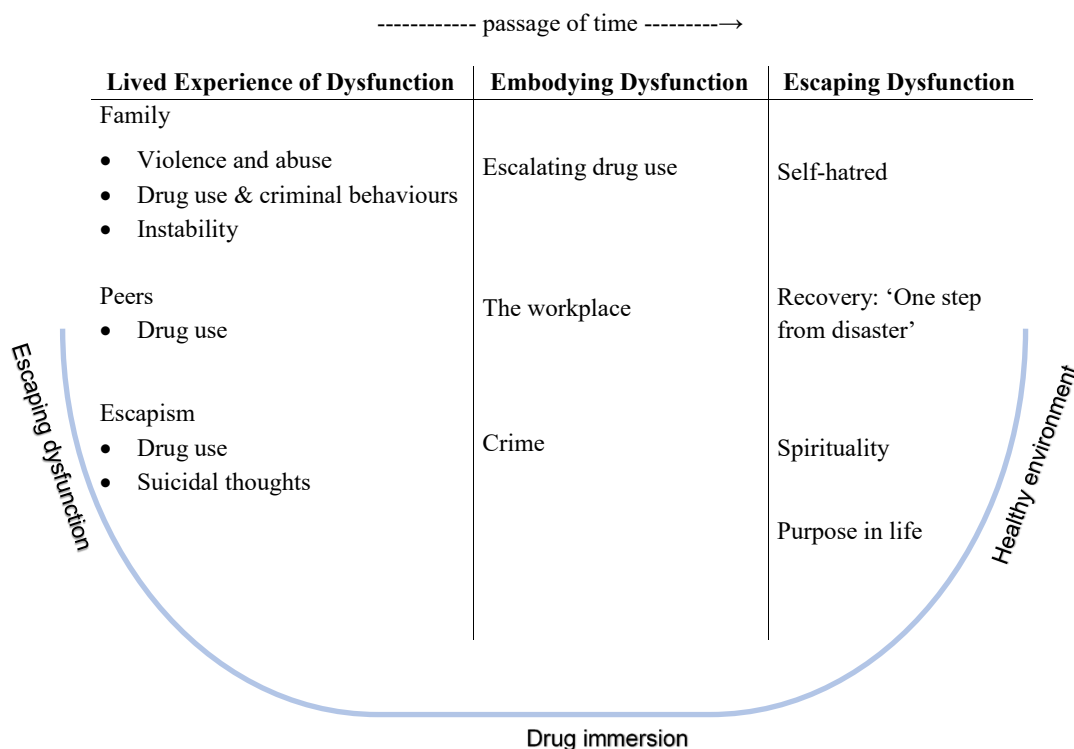 ------------ passage of time ---------→
Lived Experience of Dysfunction
Embodying Dysfunction
Escaping Dysfunction
Family
• Violence and abuse
• Drug use & criminal behaviours
• Instability
Peers
• Drug use
Escapism
• Drug use
• Suicidal thoughts
Escalating drug use
The workplace
Crime
Self-hatred
Recovery: ‘One step
from disaster’
Spirituality
Purpose in life
Escaping dysfunction
Drug immersion
Healthy environment